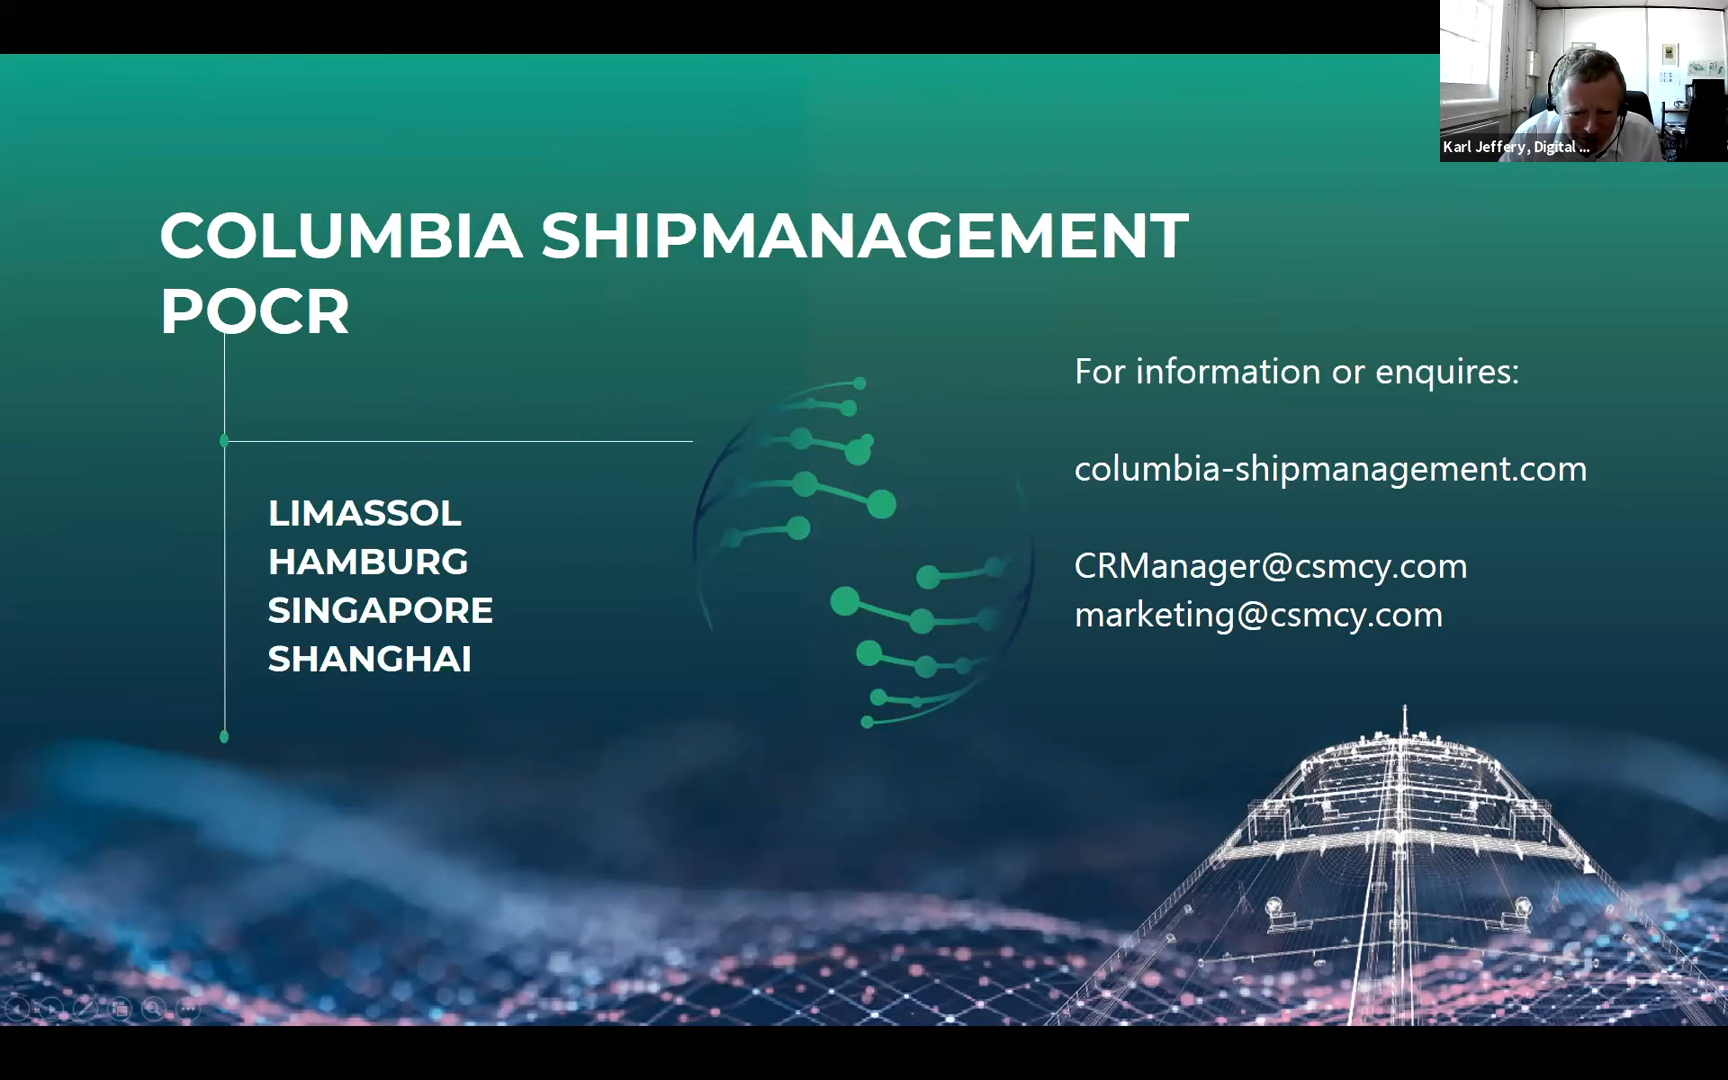 Karl Jeffery, Digital ...
COLUMBIA SHIPMANAGEMENT
POCR
LIMASSOL
HAMBURG
SINGAPORE
SHANGHAI
For information or enquires:
columbia-shipmanagement.com
CRManager@csmcy.com
marketing@csmcy.com